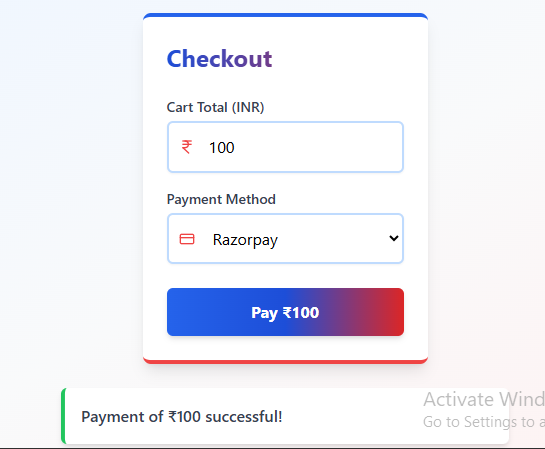 Checkout
Cart Total (INR)
₹ 100
Payment Method
Razorpay
Pay ₹100
Activate Wind
Payment of ₹100 successful!
Go to Settings to a